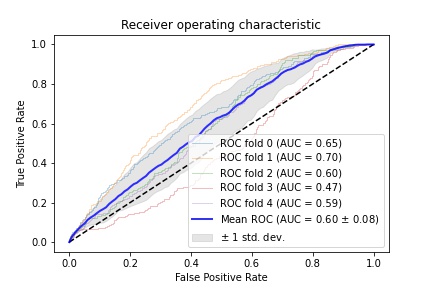 Receiver operating characteristic
True Positive Rate
1.0
0.8
0.6
0.4
0.2
0.0
ROC fold 0 (AUC = 0.65)
ROC fold 1 (AUC = 0.70)
ROC fold 2 (AUC = 0.60)
ROC fold 3 (AUC = 0.47)
ROC fold 4 (AUC = 0.59)
Mean ROC (AUC = 0.60 ± 0.08)
± 1 std. dev.
0.0 0.2 0.4 0.6 0.8 1.0
False Positive Rate